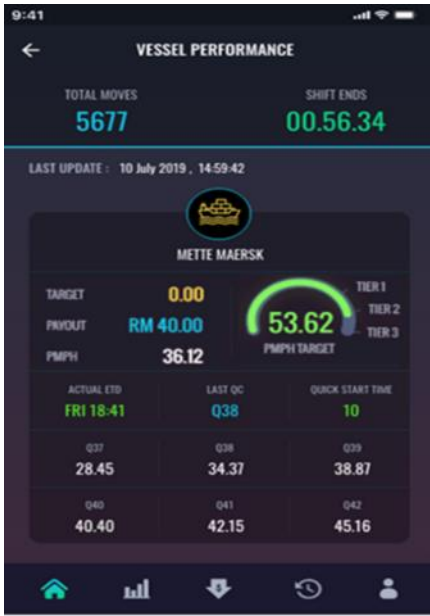 9:41
VESSEL PERFORMANCE
TOTAL MOVES SHIFT ENDS
5677 00.56.34
LAST UPDATE : 10 July 2019 , 14:59:42
METTE MAERSK
TARGET 0.00
PAYOUT RM 40.00
PMPH 36.12
TIER 1
TIER 2
TIER 3
53.62
PMPH TARGET
ACTUAL ETD LAST QC QUICK START TIME
FRI 18:41 Q38 10
Q37 Q38 Q39
28.45 34.37 38.87
Q40 Q41 Q42
40.40 42.15 45.16